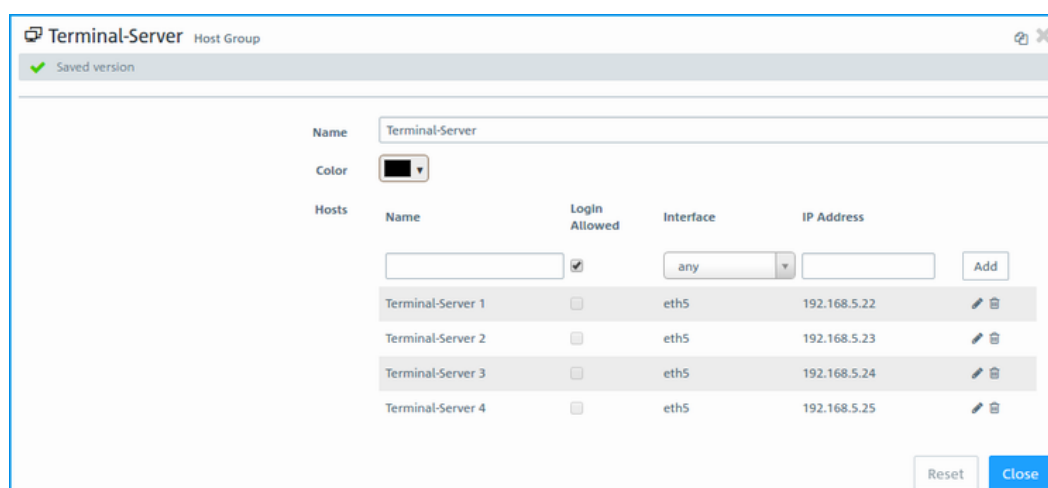 Terminal-Server Host Group
Saved version
Name Terminal-Server
Color
Hosts Name Login Allowed Interface IP Address
any Add
Terminal-Server 1 eth5 192.168.5.22
Terminal-Server 2 eth5 192.168.5.23
Terminal-Server 3 eth5 192.168.5.24
Terminal-Server 4 eth5 192.168.5.25
Reset Close